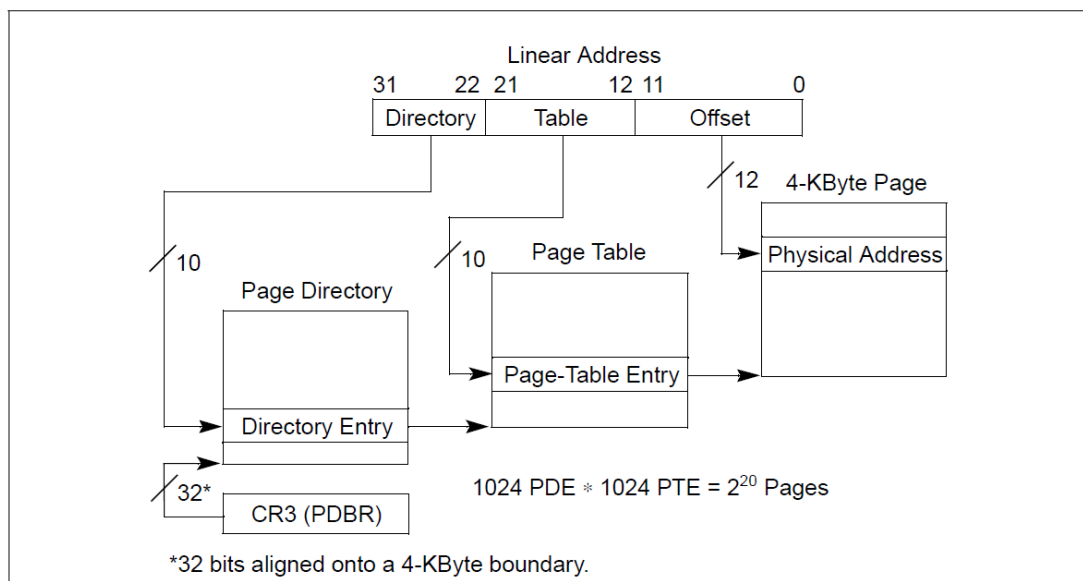 Linear Address
31 22 21 12 11 0
Directory Table Offset
12
4-KByte Page
Physical Address
10
10
Page Table
Page-Table Entry
Page Directory
Directory Entry
32*
CR3 (PDBR)
1024 PDE ∗ 1024 PTE = 2²⁰ Pages
*32 bits aligned onto a 4-KByte boundary.